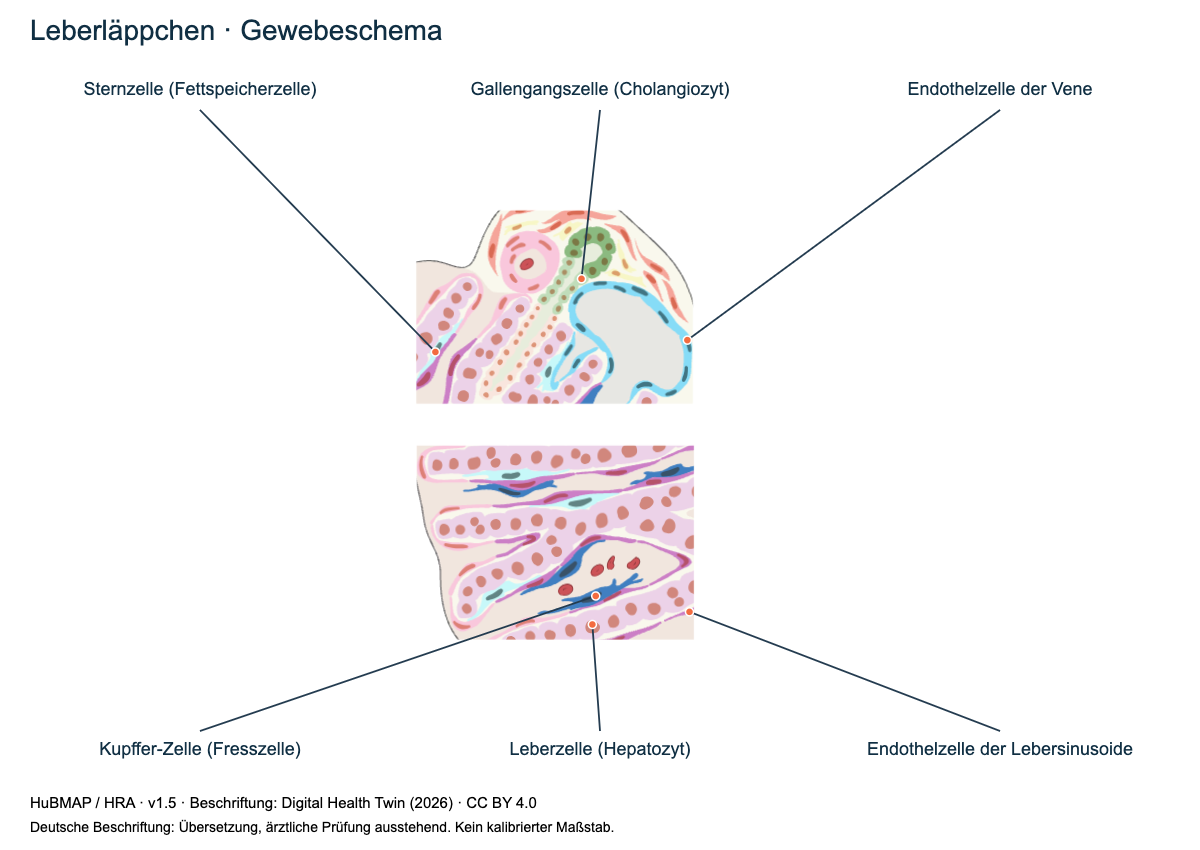 Leberläppchen · Gewebeschema
Sternzelle (Fettspeicherzelle)
Gallengangszelle (Cholangiozyt)
Endothelzelle der Vene
Kupffer-Zelle (Fresszelle)
Leberzelle (Hepatozyt)
Endothelzelle der Lebersinusoide
HuBMAP / HRA · v1.5 · Beschriftung: Digital Health Twin (2026) · CC BY 4.0
Deutsche Beschriftung: Übersetzung, ärztliche Prüfung ausstehend. Kein kalibrierter Maßstab.